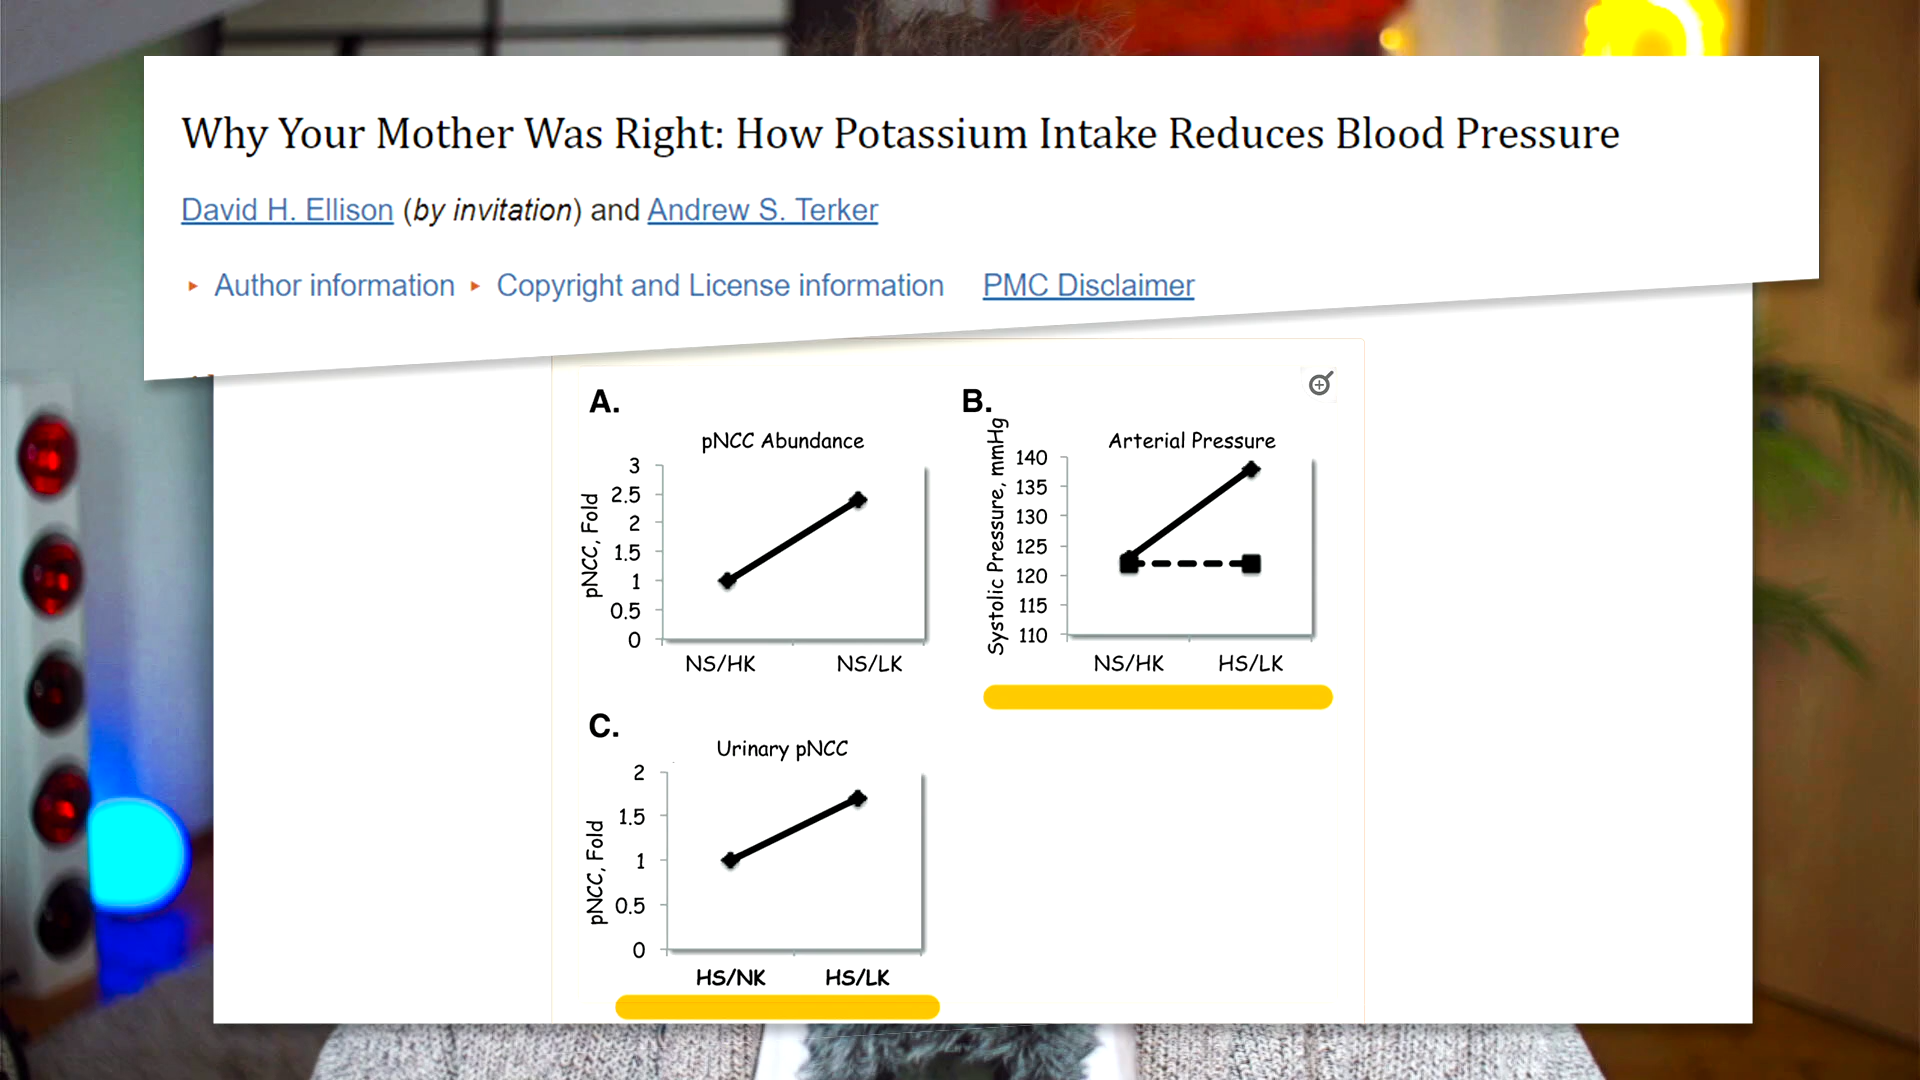 Why Your Mother Was Right: How Potassium Intake Reduces Blood Pressure
David H. Ellison (by invitation) and Andrew S. Terker
▸ Author information ▸ Copyright and License information PMC Disclaimer
A.
pNCC Abundance
pNCC, Fold
3
2.5
2
1.5
1
0.5
0
NS/HK NS/LK
B.
Arterial Pressure
Systolic Pressure, mmHg
140
135
130
125
120
115
110
NS/HK HS/LK
C.
Urinary pNCC
pNCC, Fold
2
1.5
1
0.5
0
HS/NK HS/LK